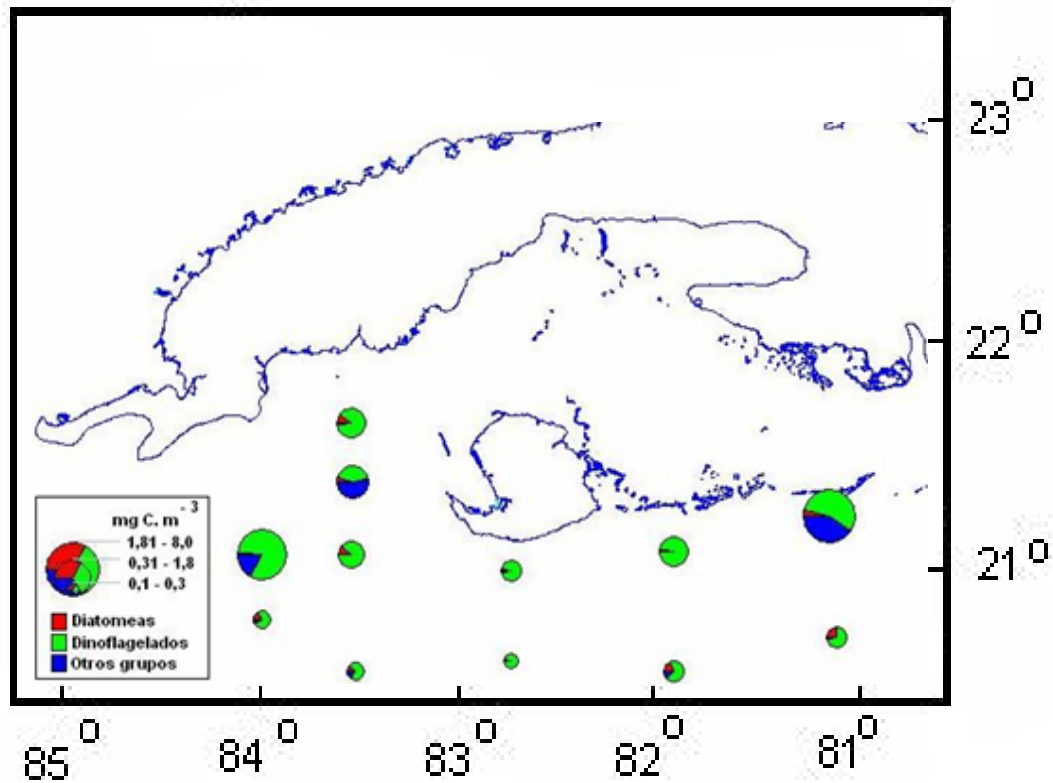 23°
22°
21°
mg C. m⁻³
1,81 - 8,0
0,31 - 1,8
0,1 - 0,3
Diatomeas
Dinoflagelados
Otros grupos
85° 84° 83° 82° 81°